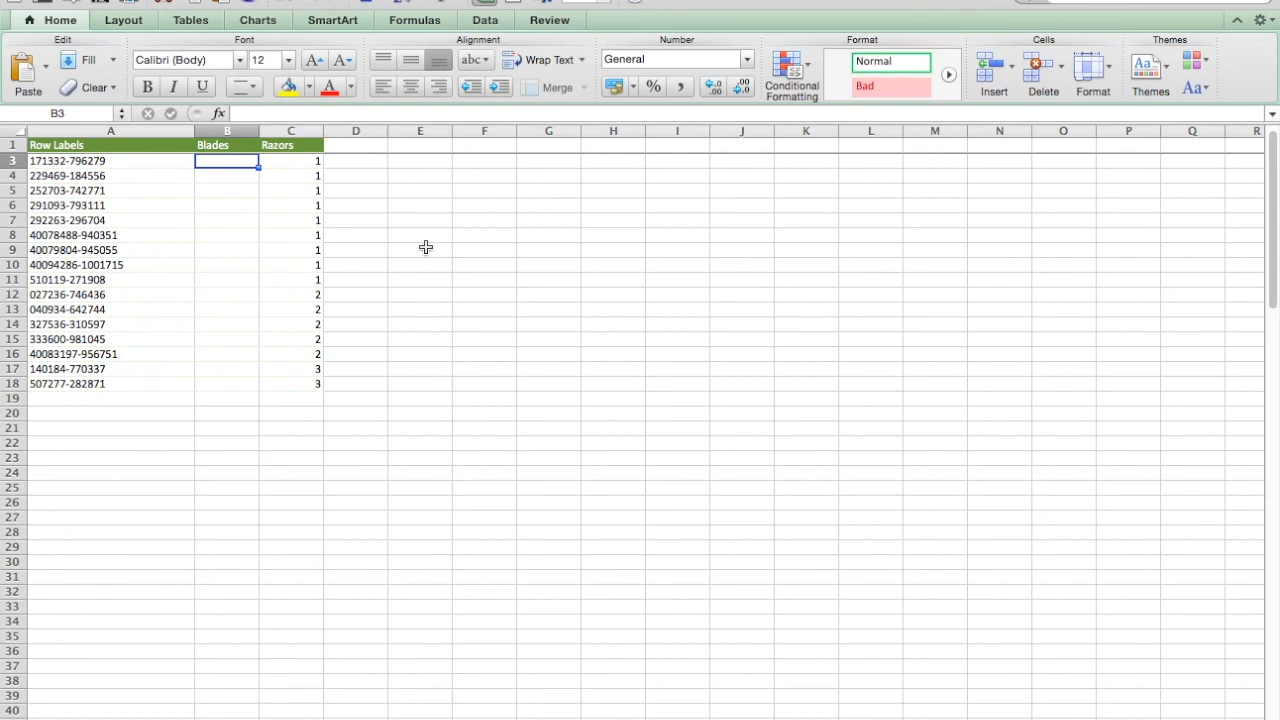 Home Layout Tables Charts SmartArt Formulas Data Review
Edit Font Alignment Number Format Cells Themes
Fill Calibri (Body) 12 A A abc Wrap Text General Normal
Paste Clear B I U A Merge % , .0 .00 .00 .0 Conditional Formatting Bad Insert Delete Format Themes Aa
B3 fx
A B C D E F G H I J K L M N O P Q R
1 Row Labels Blades Razors
3 171332-796279 1
4 229469-184556 1
5 252703-742771 1
6 291093-793111 1
7 292263-296704 1
8 40078488-940351 1
9 40079804-945055 1
10 40094286-1001715 1
11 510119-271908 1
12 027236-746436 2
13 040934-642744 2
14 327536-310597 2
15 333600-981045 2
16 40083197-956751 2
17 140184-770337 3
18 507277-282871 3
19
20
21
22
23
24
25
26
27
28
29
30
31
32
33
34
35
36
37
38
39
40